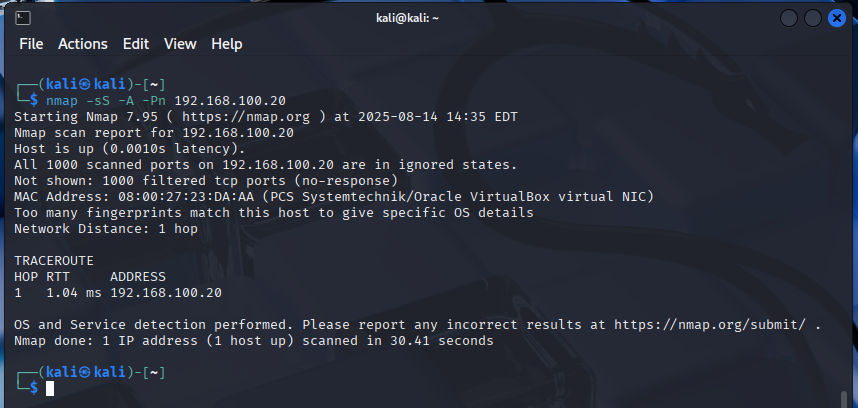 kali@kali: ~
File Actions Edit View Help
┌──(kali㉿kali)-[~]
└─$ nmap -sS -A -Pn 192.168.100.20
Starting Nmap 7.95 ( https://nmap.org ) at 2025-08-14 14:35 EDT
Nmap scan report for 192.168.100.20
Host is up (0.0010s latency).
All 1000 scanned ports on 192.168.100.20 are in ignored states.
Not shown: 1000 filtered tcp ports (no-response)
MAC Address: 08:00:27:23:DA:AA (PCS Systemtechnik/Oracle VirtualBox virtual NIC)
Too many fingerprints match this host to give specific OS details
Network Distance: 1 hop
TRACEROUTE
HOP RTT     ADDRESS
1   1.04 ms 192.168.100.20
OS and Service detection performed. Please report any incorrect results at https://nmap.org/submit/ .
Nmap done: 1 IP address (1 host up) scanned in 30.41 seconds
┌──(kali㉿kali)-[~]
└─$